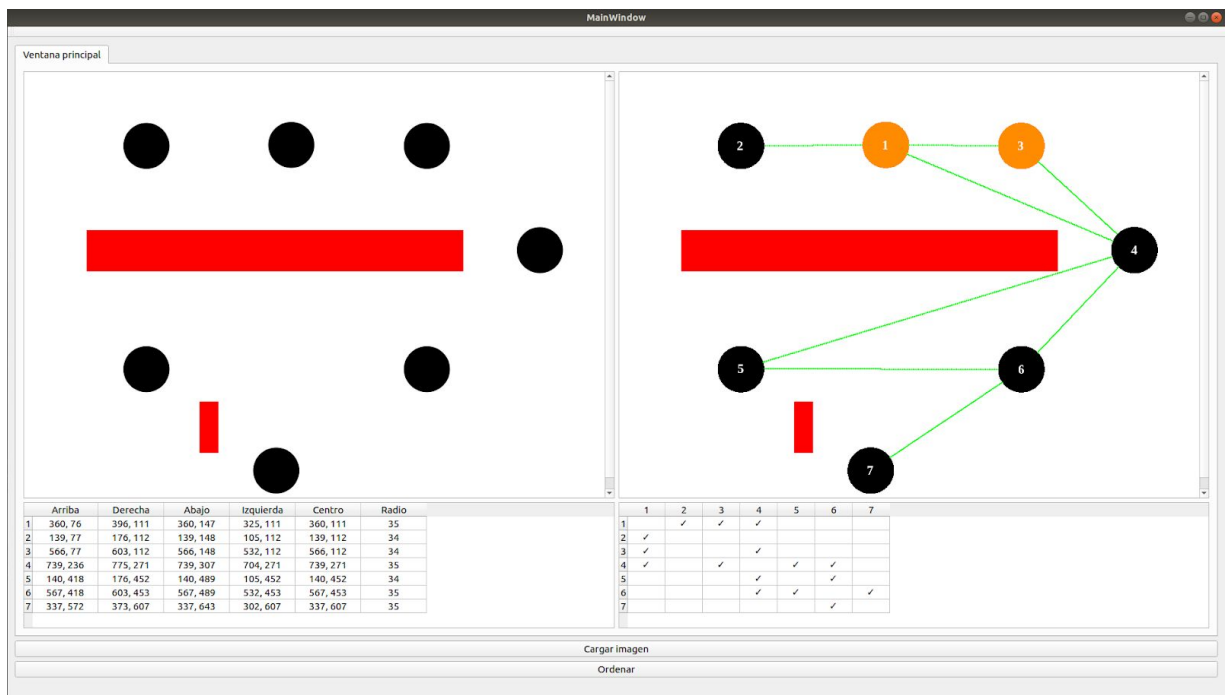 MainWindow
Ventana principal
2 1 3
4
5 6
7
Arriba Derecha Abajo Izquierda Centro Radio
1 360, 76 396, 111 360, 147 325, 111 360, 111 35
2 139, 77 176, 112 139, 148 105, 112 139, 112 34
3 566, 77 603, 112 566, 148 532, 112 566, 112 34
4 739, 236 775, 271 739, 307 704, 271 739, 271 35
5 140, 418 176, 452 140, 489 105, 452 140, 452 34
6 567, 418 603, 453 567, 489 532, 453 567, 453 35
7 337, 572 373, 607 337, 643 302, 607 337, 607 35
1 2 3 4 5 6 7
1 ✓ ✓ ✓
2 ✓
3 ✓ ✓
4 ✓ ✓ ✓ ✓
5 ✓ ✓
6 ✓ ✓ ✓
7 ✓
Cargar imagen
Ordenar